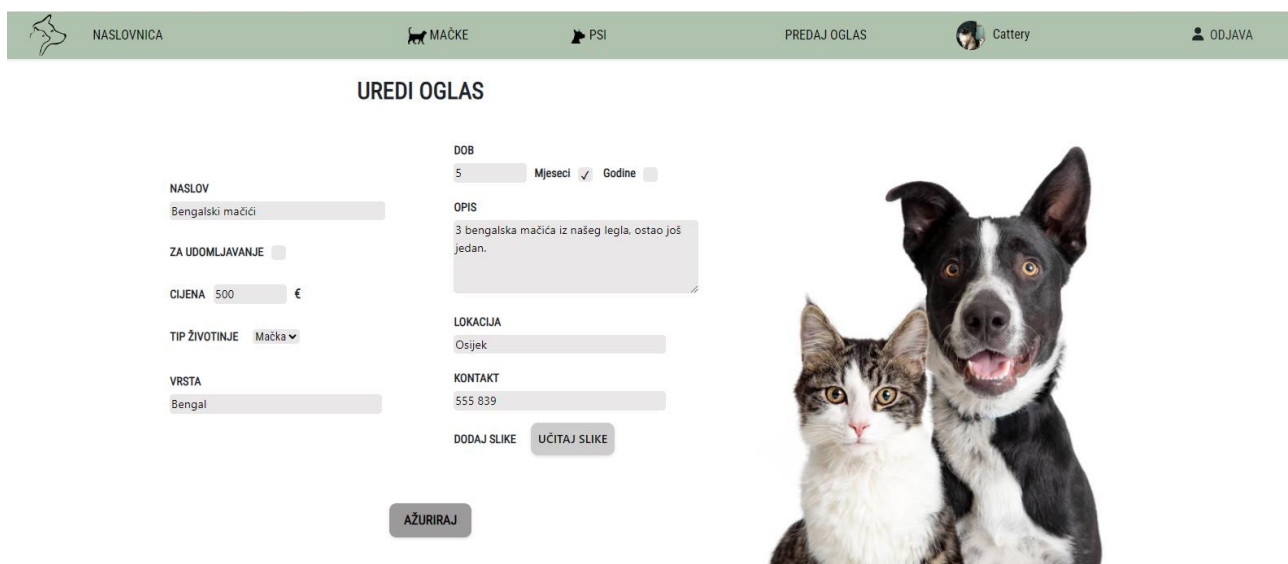 NASLOVNICA
MAČKE
PSI
PREDAJ OGLAS
Cattery
ODJAVA
UREDI OGLAS
NASLOV
Bengalski mačići
ZA UDOMLJAVANJE
CIJENA 500 €
TIP ŽIVOTINJE Mačka
VRSTA
Bengal
DOB
5 Mjeseci ✓ Godine
OPIS
3 bengalska mačića iz našeg legla, ostao još
jedan.
LOKACIJA
Osijek
KONTAKT
555 839
DODAJ SLIKE UČITAJ SLIKE
AŽURIRAJ